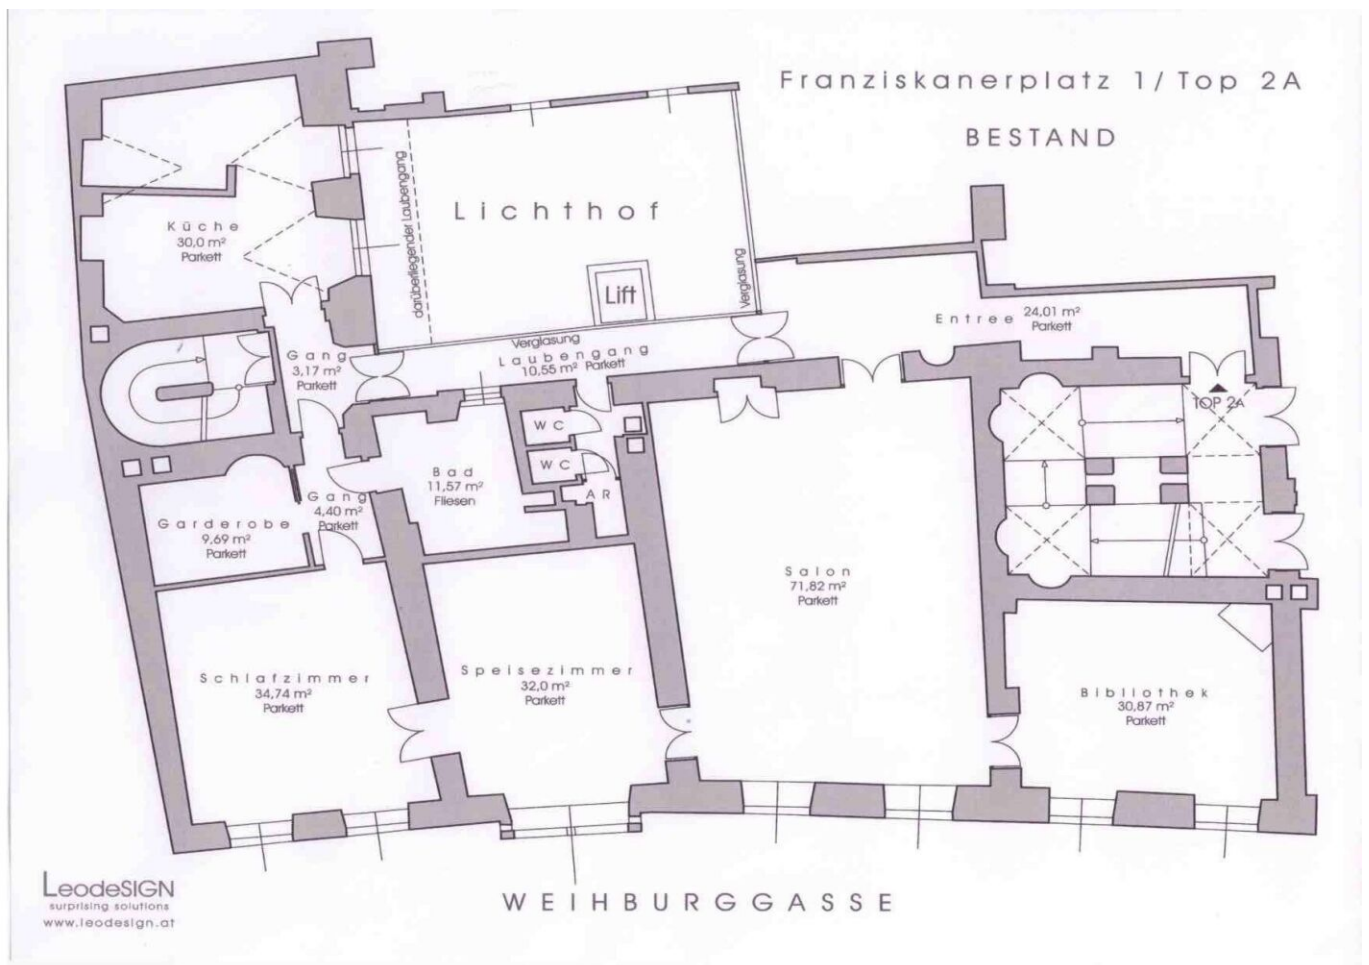 Franziskanerplatz 1/ Top 2A
BESTAND
Lichthof
darüberliegender Laubengang
Verglasung
Lift
Küche
30,0 m²
Parkett
Entree
24,01 m²
Parkett
Verglasung
Laubengang
10,55 m² Parkett
Gang
3,17 m²
Parkett
TOP 2A
WC
WC
AR
Bad
11,57 m²
Fliesen
Gang
4,40 m²
Parkett
Garderobe
9,69 m²
Parkett
Salon
71,82 m²
Parkett
Schlafzimmer
34,74 m²
Parkett
Speisezimmer
32,0 m²
Parkett
Bibliothek
30,87 m²
Parkett
WEIHBURGGASSE
LeodeSIGN
surprising solutions
www.leodesign.at